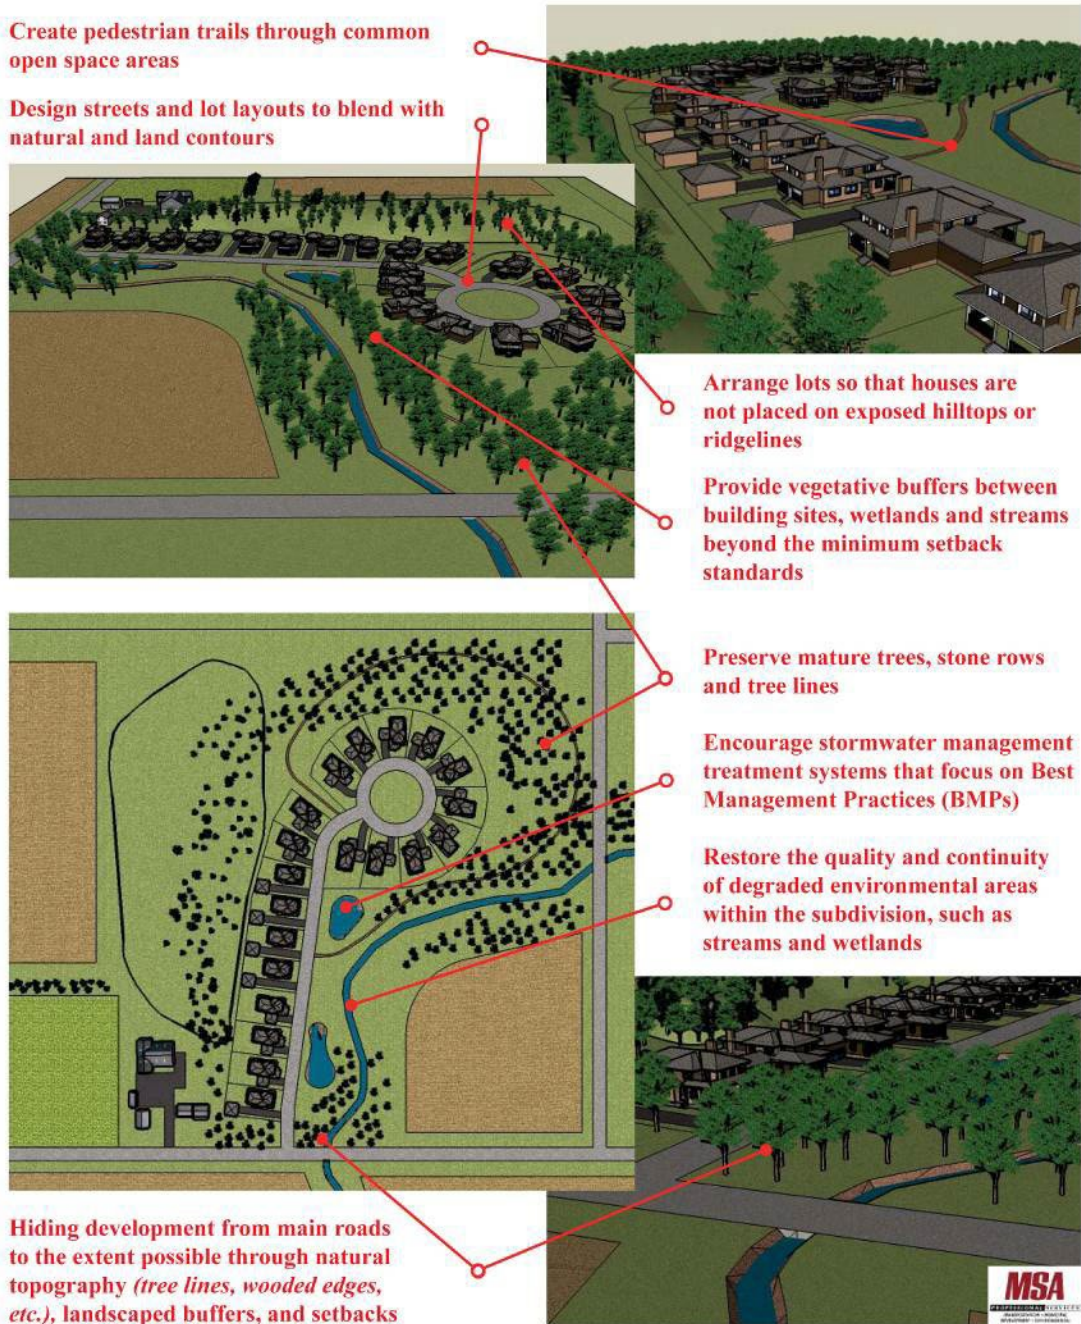 Create pedestrian trails through common
open space areas
Design streets and lot layouts to blend with
natural and land contours
Arrange lots so that houses are
not placed on exposed hilltops or
ridgelines
Provide vegetative buffers between
building sites, wetlands and streams
beyond the minimum setback
standards
Preserve mature trees, stone rows
and tree lines
Encourage stormwater management
treatment systems that focus on Best
Management Practices (BMPs)
Restore the quality and continuity
of degraded environmental areas
within the subdivision, such as
streams and wetlands
Hiding development from main roads
to the extent possible through natural
topography (tree lines, wooded edges,
etc.), landscaped buffers, and setbacks
MSA
PROFESSIONAL SERVICES